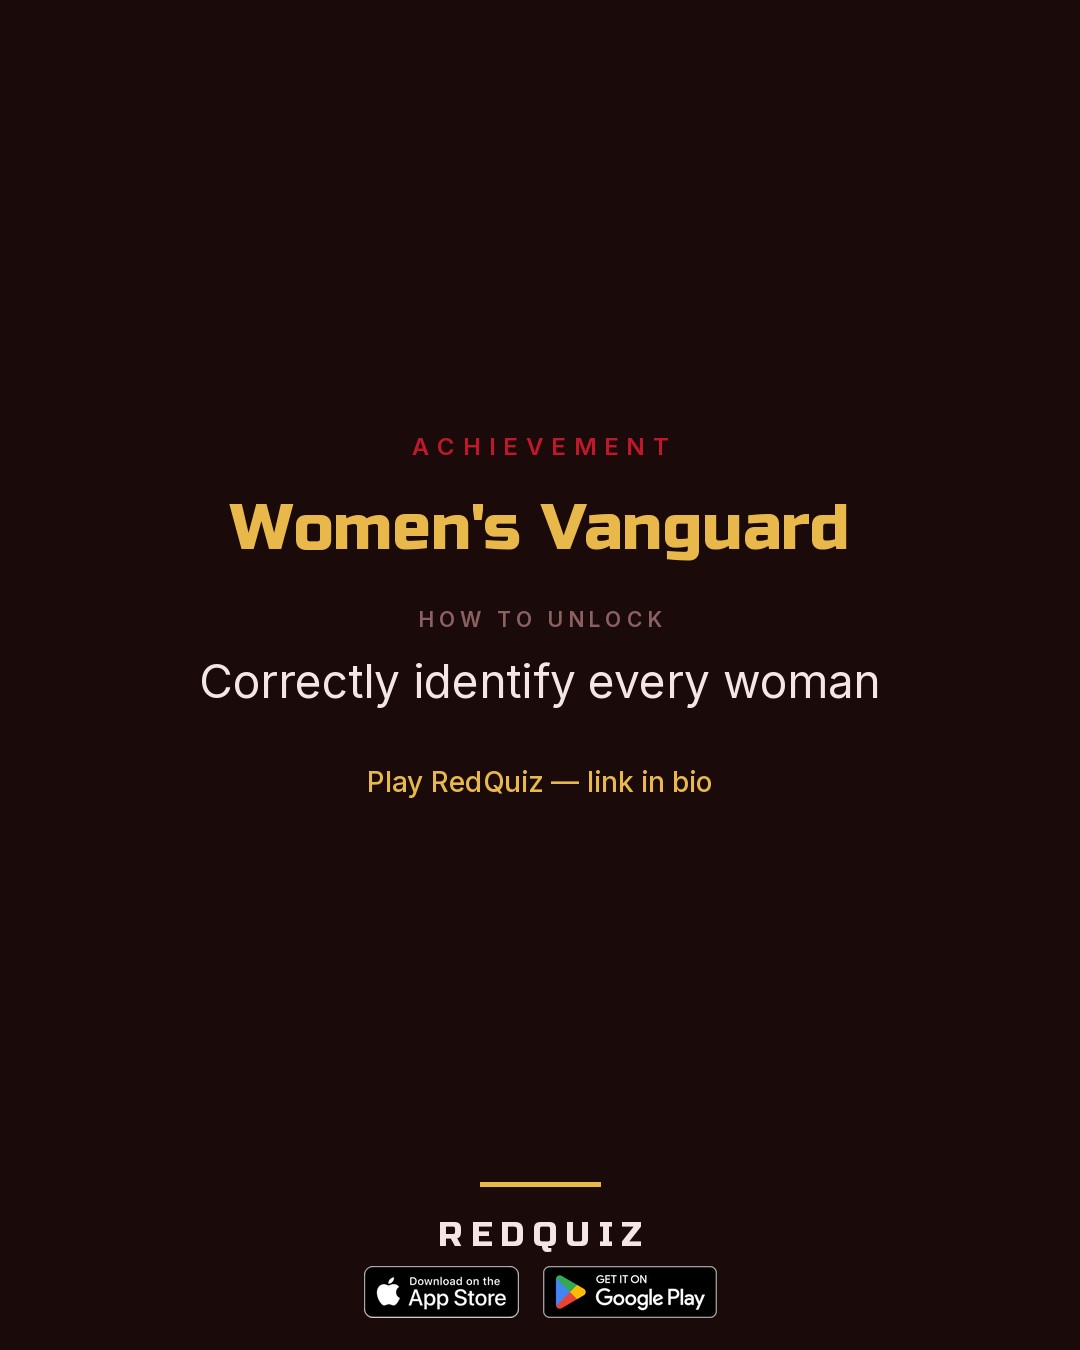 ACHIEVEMENT
Women's Vanguard
HOW TO UNLOCK
Correctly identify every woman
Play RedQuiz — link in bio
REDQUIZ
Download on the
App Store
GET IT ON
Google Play